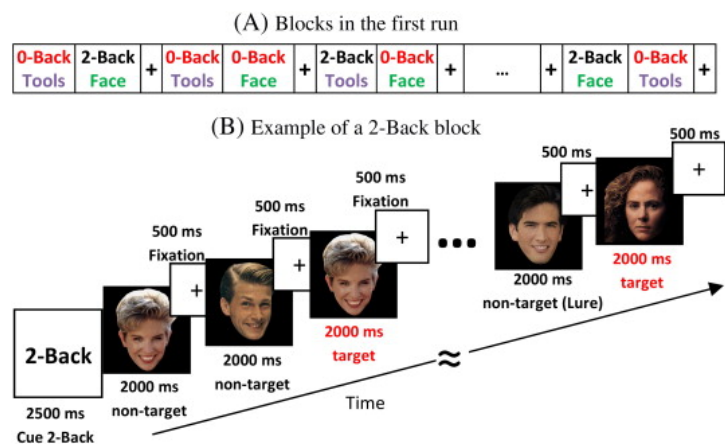 (A) Blocks in the first run
0-Back 2-Back 0-Back 0-Back 2-Back 0-Back 2-Back 0-Back
Tools Face + Tools Face + Tools Face + ... + Face Tools +
(B) Example of a 2-Back block
500 ms
500 ms
500 ms
Fixation
500 ms
Fixation
500 ms
Fixation
+
+
+
+
+
2-Back
2000 ms
target
2000 ms
non-target (Lure)
2000 ms
target
2000 ms
non-target
2000 ms
non-target
2500 ms
Cue 2-Back
≈
Time